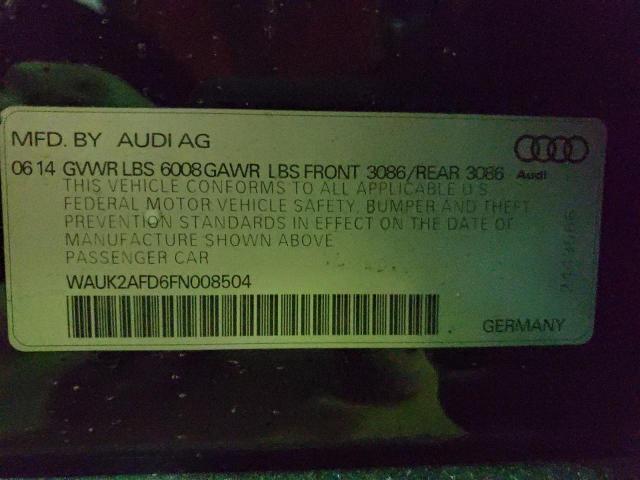 MFD. BY AUDI AG
06 14 GVWR LBS 6008 GAWR LBS FRONT 3086/REAR 3086
Audi
THIS VEHICLE CONFORMS TO ALL APPLICABLE U S
FEDERAL MOTOR VEHICLE SAFETY, BUMPER AND THEFT
PREVENTION STANDARDS IN EFFECT ON THE DATE OF
MANUFACTURE SHOWN ABOVE
PASSENGER CAR
WAUK2AFD6FN008504
GERMANY